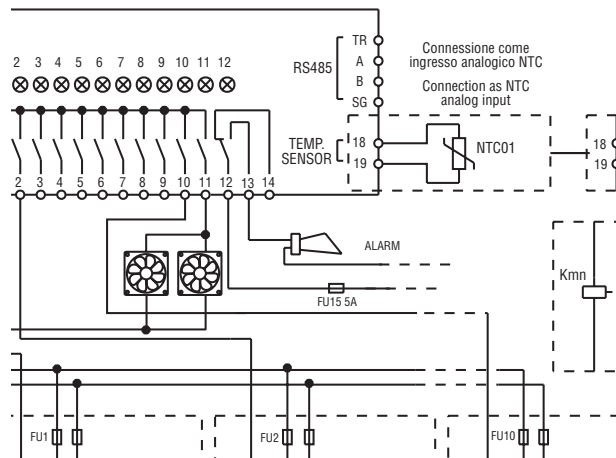 TR
A
B
SG
RS485
Connessione come
ingresso analogico NTC
Connection as NTC
analog input
2 3 4 5 6 7 8 9 10 11 12
TEMP.
SENSOR
18
19
NTC01
18
19
2 3 4 5 6 7 8 9 10 11 12 13 14
ALARM
FU15 5A
Kmn
FU1
FU2
FU10